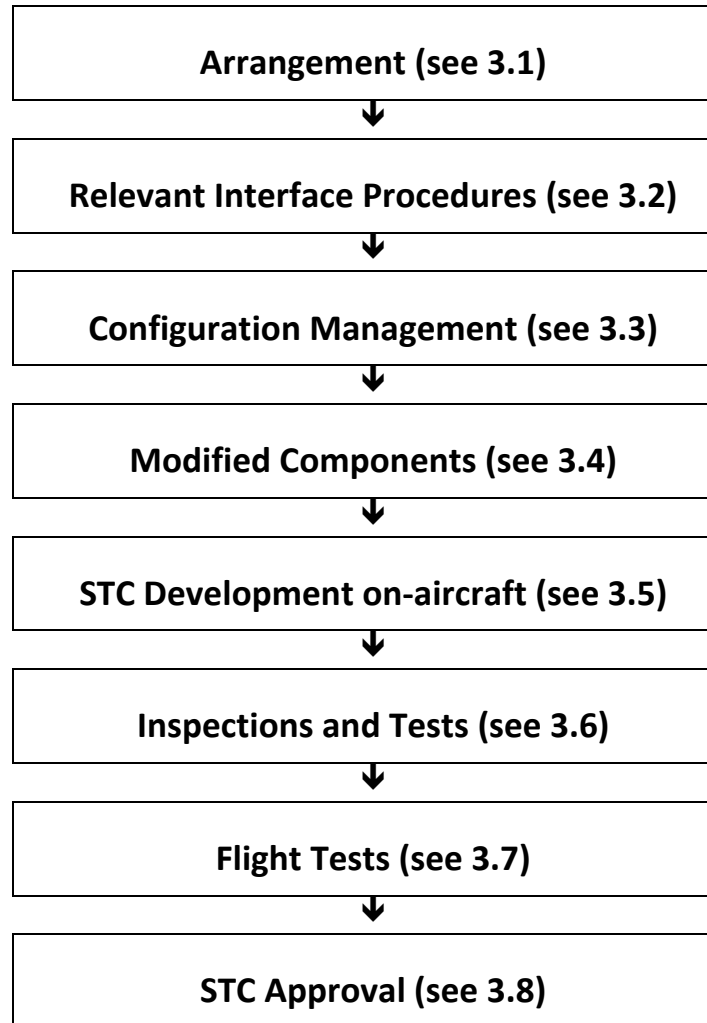 Arrangement (see 3.1)
Relevant Interface Procedures (see 3.2)
Configuration Management (see 3.3)
Modified Components (see 3.4)
STC Development on-aircraft (see 3.5)
Inspections and Tests (see 3.6)
Flight Tests (see 3.7)
STC Approval (see 3.8)